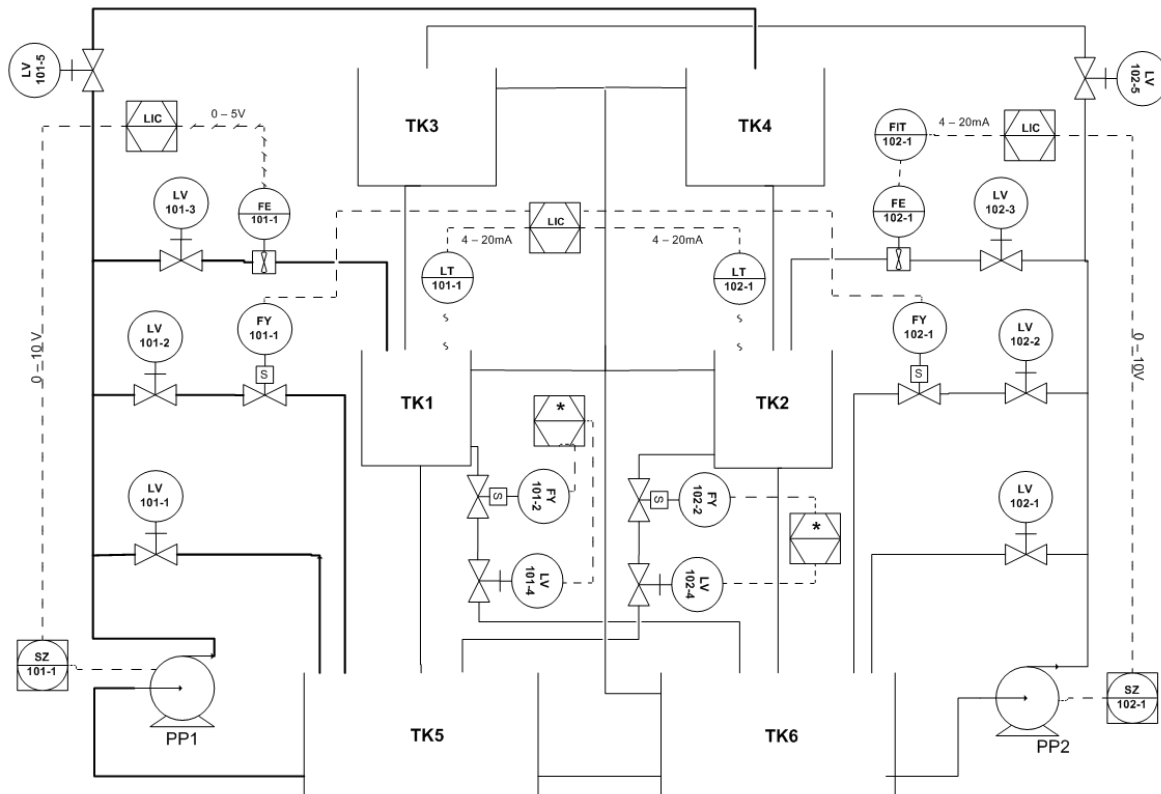 LV
101-5
LV
102-5
TK3
TK4
LIC
0 – 5V
FIT
102-1
4 – 20mA
LIC
LV
101-3
FE
101-1
FE
102-1
LV
102-3
LIC
4 – 20mA
4 – 20mA
LT
101-1
LT
102-1
LV
101-2
FY
101-1
FY
102-1
LV
102-2
0 – 10 V
0 – 10V
S
S
TK1
TK2
*
LV
101-1
S
FY
101-2
S
FY
102-2
LV
102-1
*
LV
101-4
LV
102-4
SZ
101-1
SZ
102-1
PP1
TK5
TK6
PP2